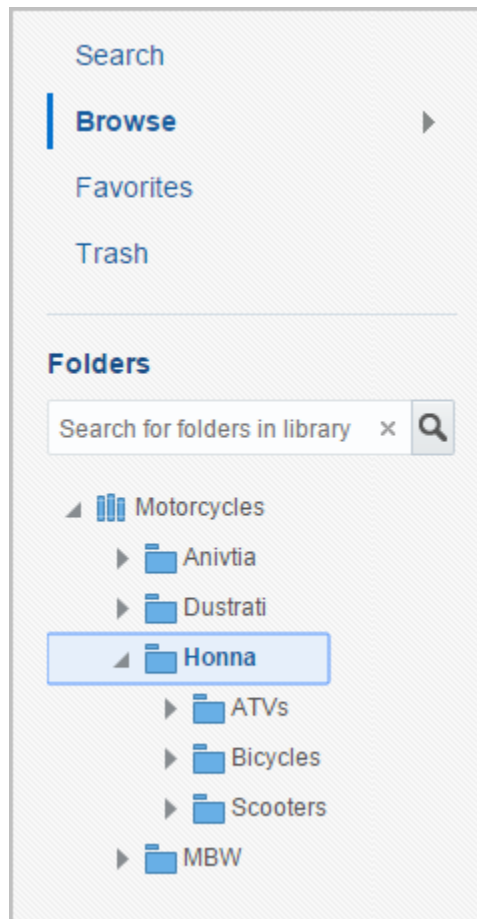 Search
Browse
Favorites
Trash
Folders
Search for folders in library
Motorcycles
Anivtia
Dustrati
Honna
ATVs
Bicycles
Scooters
MBW